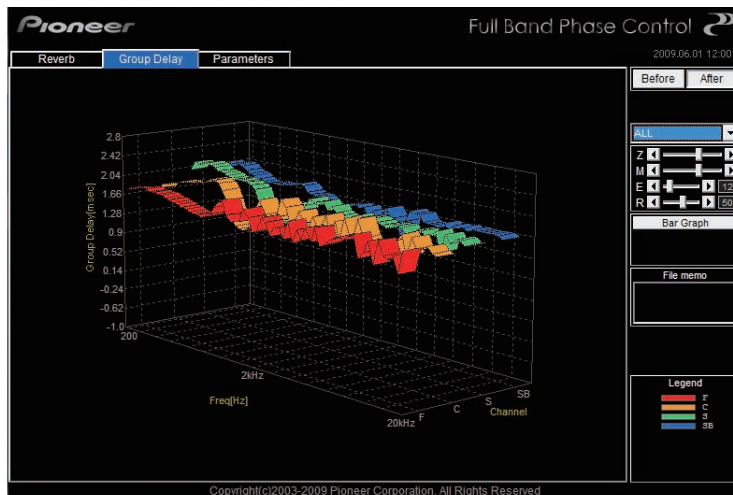 Pioneer
Full Band Phase Control
2009.06.01 12:00
Reverb
Group Delay
Parameters
Before
After
ALL
Z
M
E 12
R 50
Bar Graph
File memo
2.8
2.42
2.04
1.66
1.28
0.9
0.52
0.14
-0.24
-0.62
-1.0
Group Delay[msec]
200
2kHz
20kHz
Freq[Hz]
F
C
S
SB
Channel
Legend
F
C
S
SB
Copyright(c)2003-2009 Pioneer Corporation. All Rights Reserved